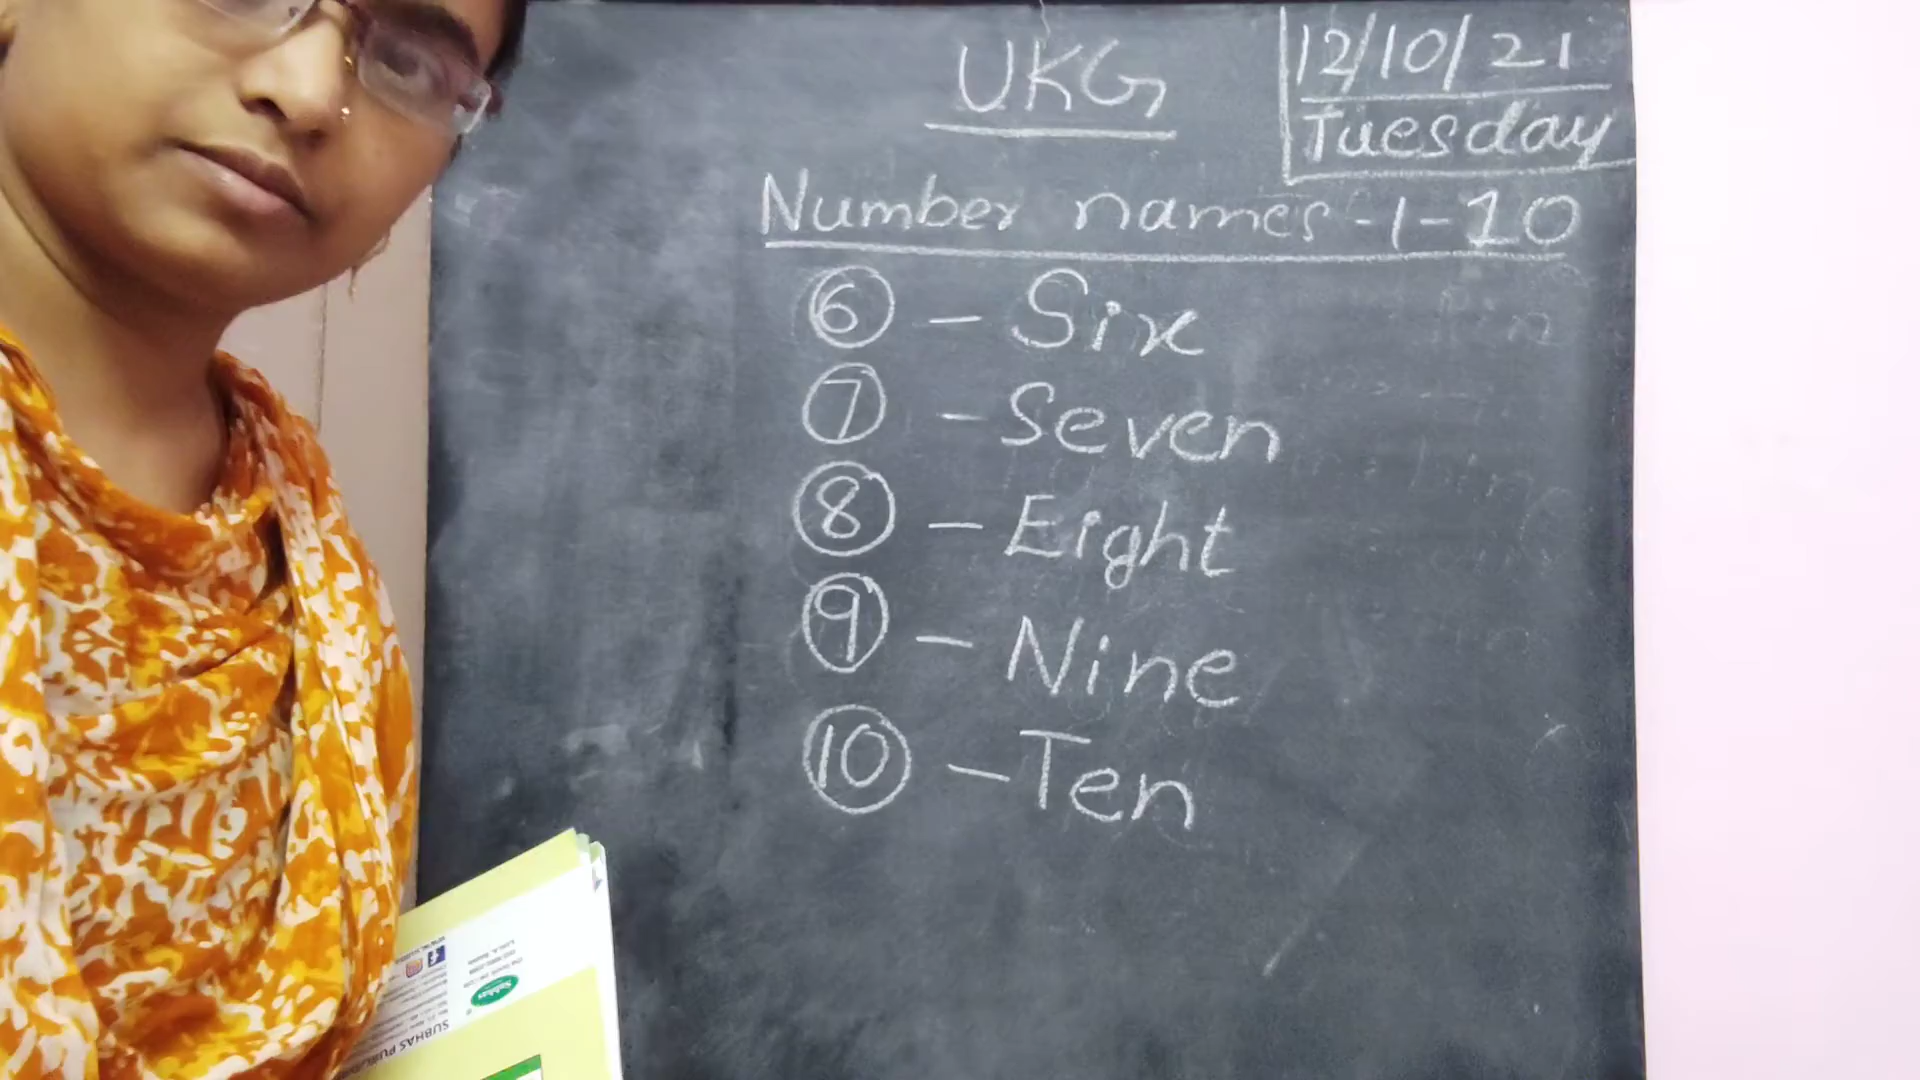 UKG
12/10/21
Tuesday
Number names - 1 - 10
6 - Six
7 - Seven
8 - Eight
9 - Nine
10 - Ten
SUBHAS